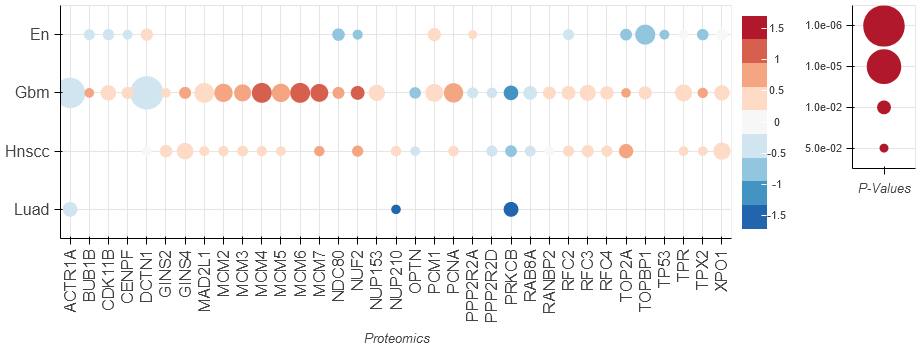 En
Gbm
Hnscc
Luad
ACTR1A
BUB1B
CDK11B
CENPF
DCTN1
GINS2
GINS4
MAD2L1
MCM2
MCM3
MCM4
MCM5
MCM6
MCM7
NDC80
NUF2
NUP153
NUP210
OPTN
PCM1
PCNA
PPP2R2A
PPP2R2D
PRKCB
RAB8A
RANBP2
RFC2
RFC3
RFC4
TOP2A
TOPBP1
TP53
TPR
TPX2
XPO1
Proteomics
1.5
1
0.5
0
-0.5
-1
-1.5
1.0e-06
1.0e-05
1.0e-02
5.0e-02
P-Values